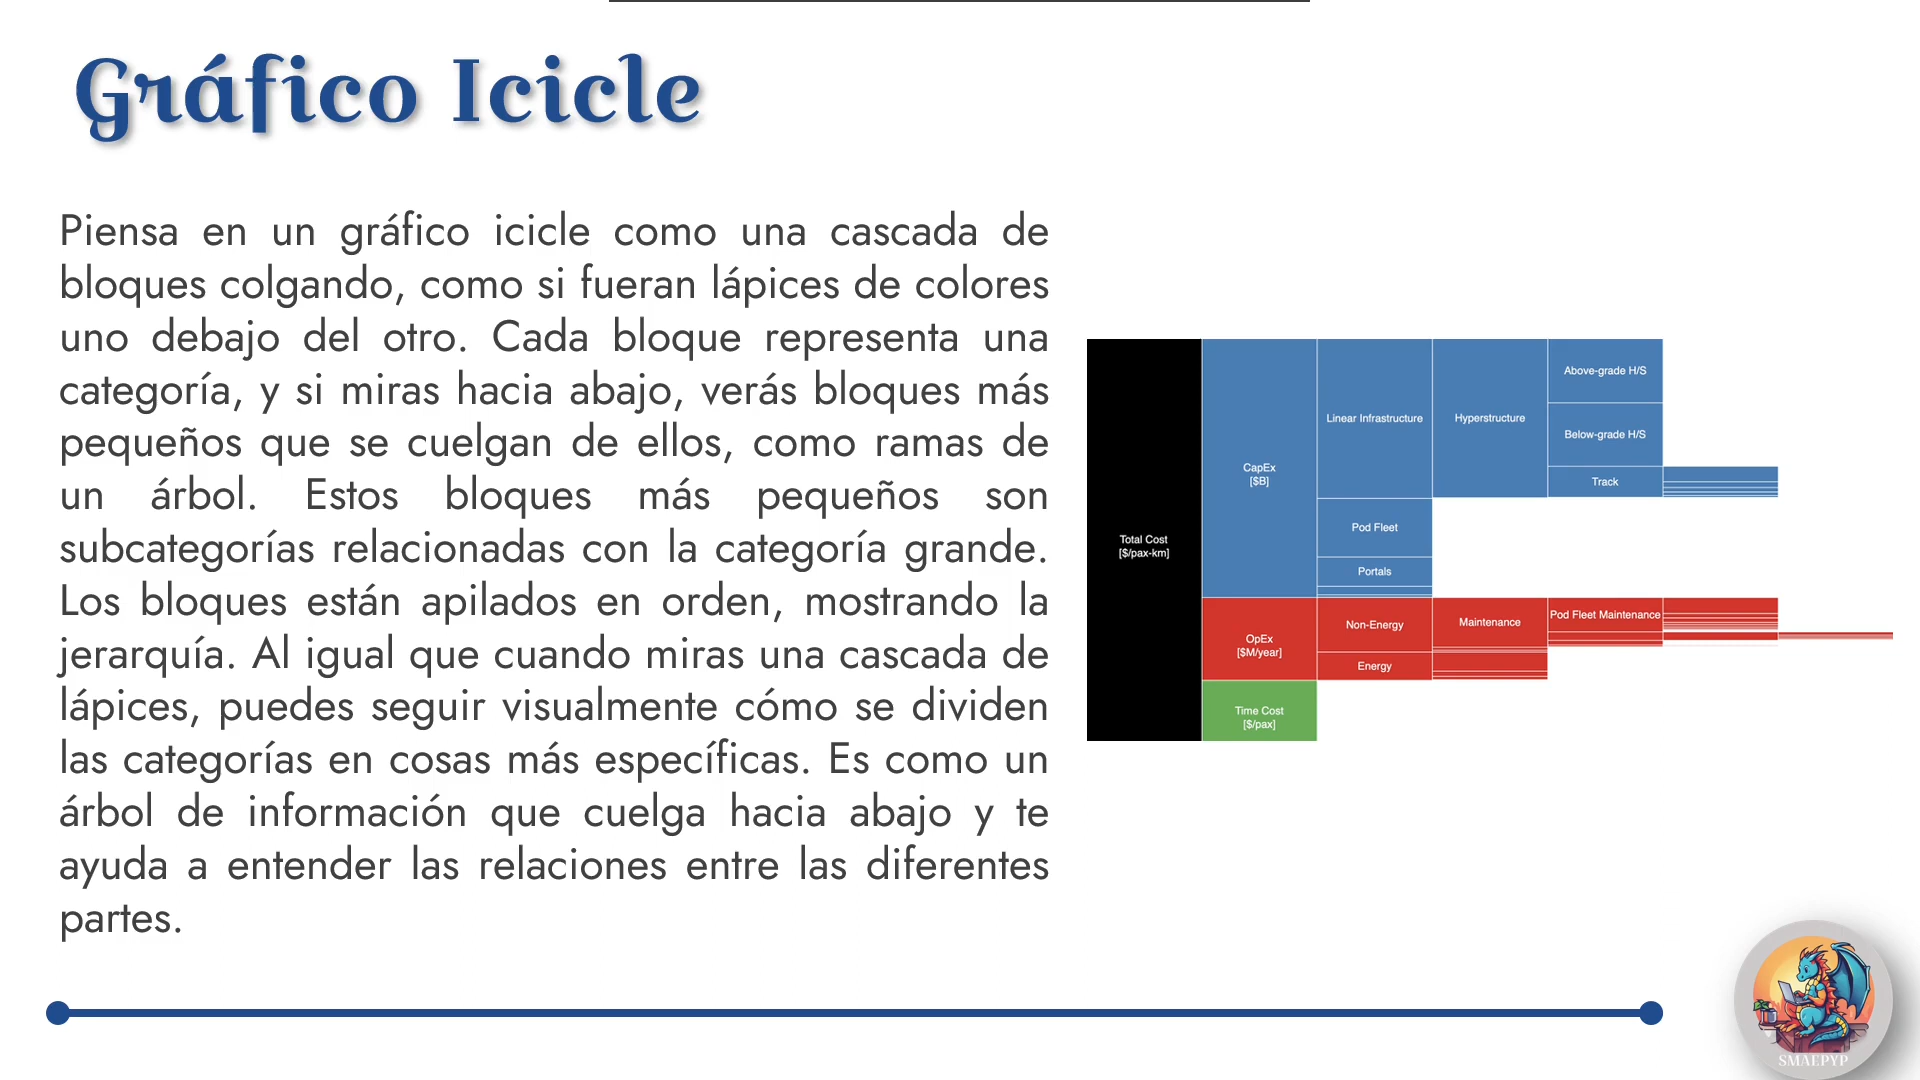 Gráfico Icicle
Piensa en un gráfico icicle como una cascada de
bloques colgando, como si fueran lápices de colores
uno debajo del otro. Cada bloque representa una
categoría, y si miras hacia abajo, verás bloques más
pequeños que se cuelgan de ellos, como ramas de
un árbol. Estos bloques más pequeños son
subcategorías relacionadas con la categoría grande.
Los bloques están apilados en orden, mostrando la
jerarquía. Al igual que cuando miras una cascada de
lápices, puedes seguir visualmente cómo se dividen
las categorías en cosas más específicas. Es como un
árbol de información que cuelga hacia abajo y te
ayuda a entender las relaciones entre las diferentes
partes.
Total Cost
[$/pax-km]
CapEx
[$B]
OpEx
[$M/year]
Time Cost
[$/pax]
Linear Infrastructure
Pod Fleet
Portals
Non-Energy
Energy
Hyperstructure
Maintenance
Above-grade H/S
Below-grade H/S
Track
Pod Fleet Maintenance
SMAEPYP